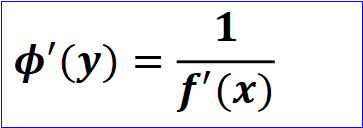 ϕ′(y) = 1 / f′(x)